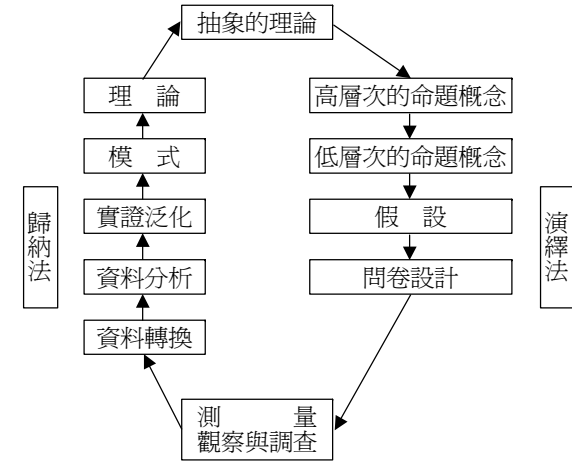 抽象的理論
理　論
高層次的命題概念
模　式
低層次的命題概念
歸納法
實證泛化
假　設
演繹法
資料分析
問卷設計
資料轉換
測　　量
觀察與調查